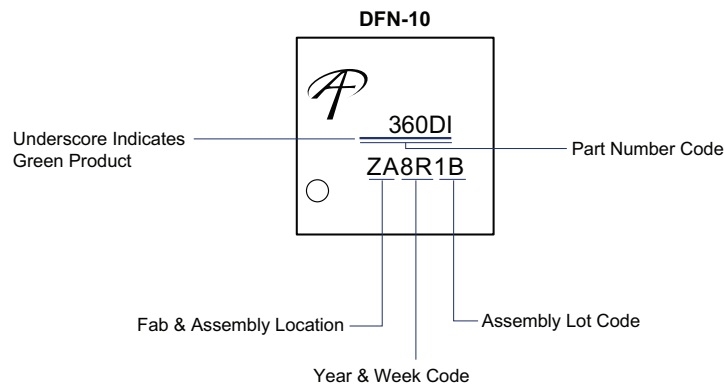 DFN-10
360DI
Underscore Indicates
Green Product
Part Number Code
ZA8R1B
Fab & Assembly Location
Assembly Lot Code
Year & Week Code